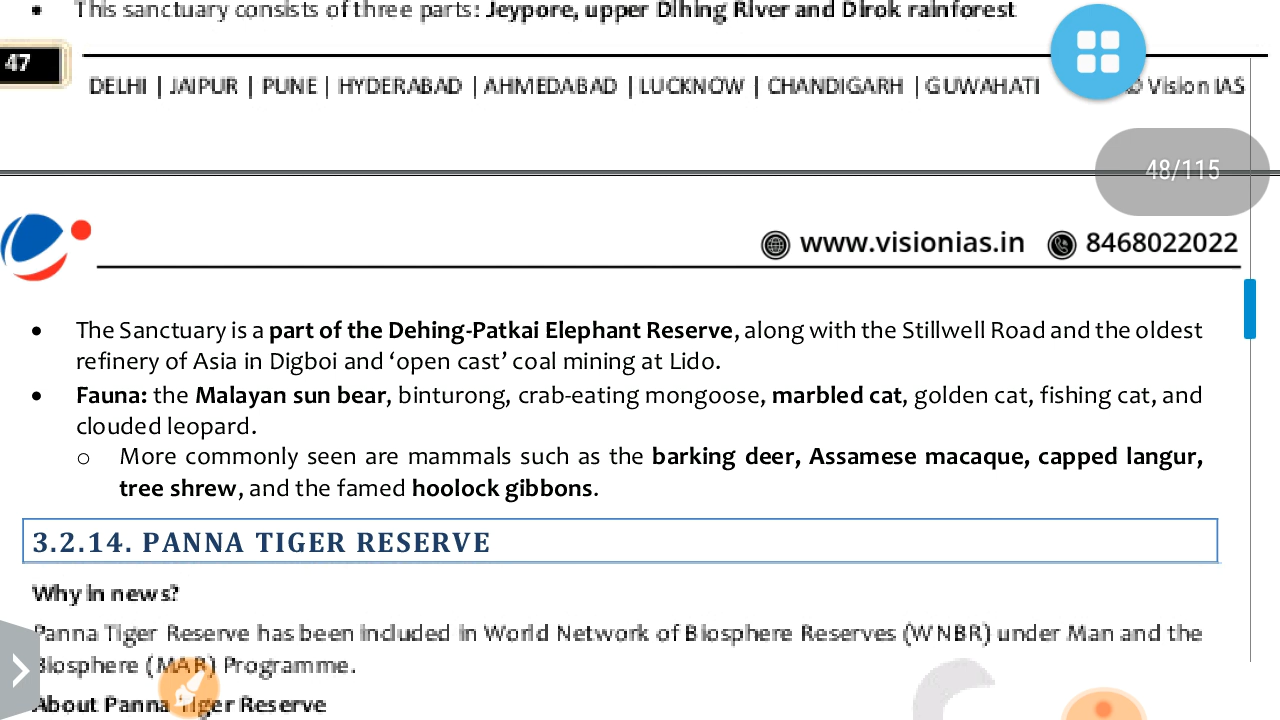 • This sanctuary consists of three parts: Jeypore, upper Dihing River and Dirok rainforest
47
DELHI | JAIPUR | PUNE | HYDERABAD | AHMEDABAD | LUCKNOW | CHANDIGARH | GUWAHATI © Vision IAS
48/115
www.visionias.in 8468022022
• The Sanctuary is a part of the Dehing-Patkai Elephant Reserve, along with the Stillwell Road and the oldest
refinery of Asia in Digboi and ‘open cast’ coal mining at Lido.
• Fauna: the Malayan sun bear, binturong, crab-eating mongoose, marbled cat, golden cat, fishing cat, and
clouded leopard.
o More commonly seen are mammals such as the barking deer, Assamese macaque, capped langur,
tree shrew, and the famed hoolock gibbons.
3.2.14. PANNA TIGER RESERVE
Why in news?
Panna Tiger Reserve has been included in World Network of Biosphere Reserves (WNBR) under Man and the
Biosphere (MAB) Programme.
About Panna Tiger Reserve